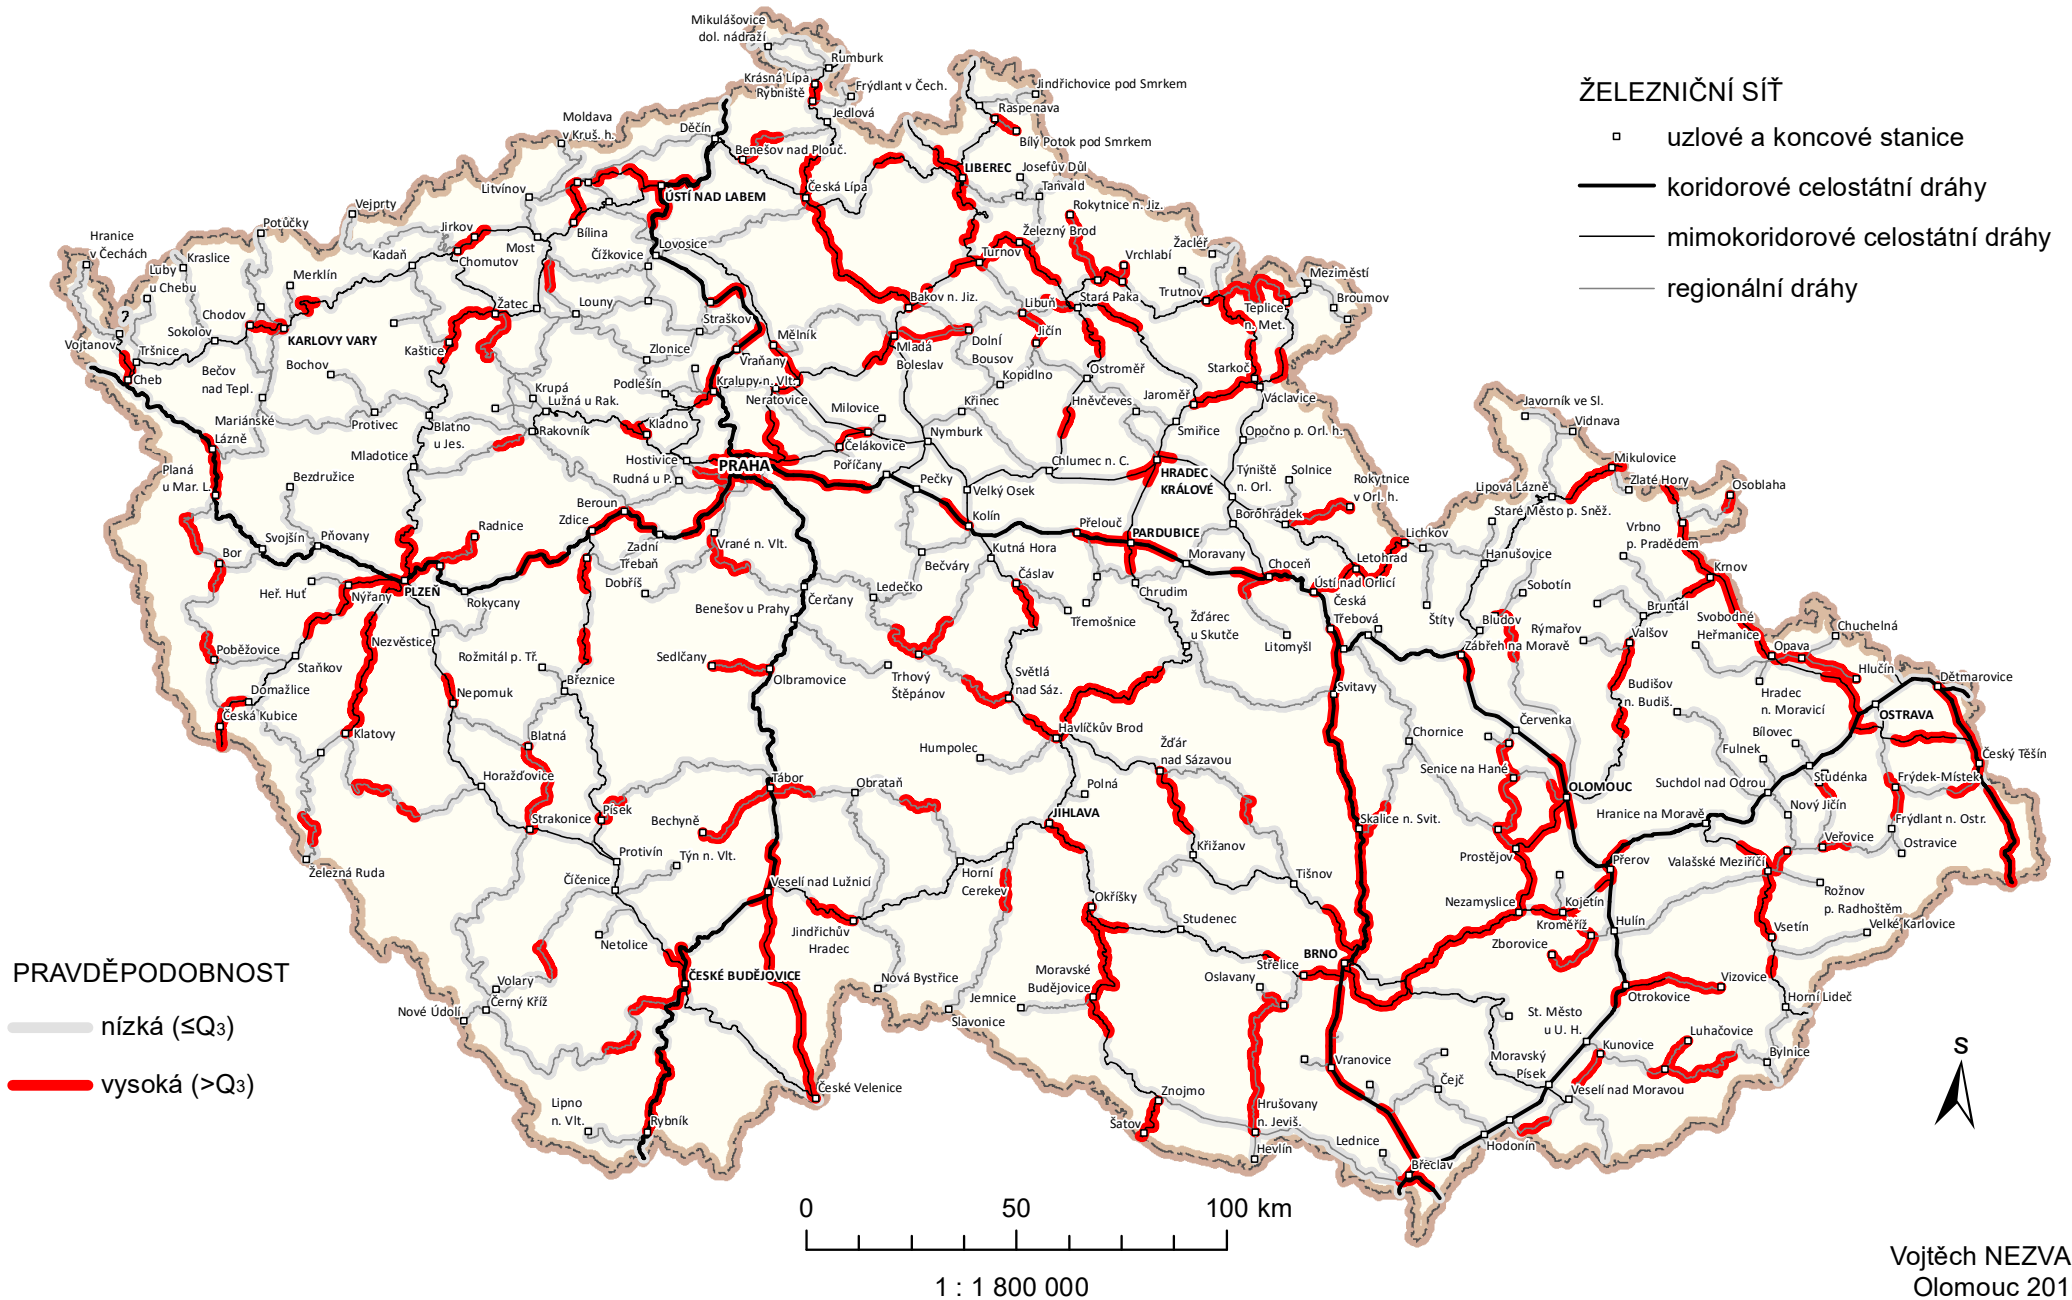 Mikulášovice
dol. nádraží
Rumburk
Krásná Lípa
Rybniště
Frýdlant v Čech.
Jindřichovice pod Smrkem
Raspenava
Jedlová
Bílý Potok pod Smrkem
Moldava
v Kruš. h.
Děčín
Benešov nad Plouč.
LIBEREC
Josefův Důl
Tanvald
Česká Lípa
Litvínov
ÚSTÍ NAD LABEM
Rokytnice n. Jiz.
Vejprty
Potůčky
Jirkov
Most
Bílina
Železný Brod
Žacléř
Hranice
v Čechách
Kadaň
Chomutov
Čížkovice
Lovosice
Turnov
Vrchlabí
Meziměstí
Luby
u Chebu
Kraslice
Merklín
Trutnov
Broumov
Žatec
Louny
Bakov n. Jiz.
Libuň
Stará Paka
Teplice
n. Met.
Chodov
Sokolov
Straškov
Jičín
KARLOVY VARY
Kaštice
Mělník
Mladá
Boleslav
Dolní
Bousov
Vojtanov
Tršnice
Zlonice
Vraňany
Bečov
nad Tepl.
Bochov
Kopidlno
Ostroměř
Starkoč
Cheb
Krupá
Podlešín
Kralupy n. Vlt.
Lužná u Rak.
Neratovice
Milovice
Křinec
Hněvčeves
Jaroměř
Václavice
Javorník ve Sl.
Mariánské
Lázně
Protivec
Blatno
u Jes.
Rakovník
Kladno
Čelákovice
Nymburk
Smiřice
Opočno p. Orl. h.
Vidnava
Mladotice
Hostivice
PRAHA
Poříčany
Chlumec n. C.
HRADEC
KRÁLOVÉ
Týniště
n. Orl.
Solnice
Mikulovice
Planá
u Mar. L.
Bezdružice
Rudná u P.
Pečky
Velký Osek
Rokytnice
v Orl. h.
Lipová Lázně
Zlaté Hory
Osoblaha
Beroun
Zdice
Staré Město p. Sněž.
Radnice
Kolín
Přelouč
Borohrádek
Lichkov
Vrbno
p. Pradědem
Svojšín
Pňovany
Bor
Zadní
Třebaň
Vrané n. Vlt.
Kutná Hora
PARDUBICE
Moravany
Letohrad
Hanušovice
Dobříš
Bečváry
Čáslav
Choceň
Ústí nad Orlicí
Sobotín
Krnov
Heř. Huť
Nýřany
PLZEŇ
Rokycany
Ledečko
Chrudim
Česká
Třebová
Benešov u Prahy
Čerčany
Třemošnice
Žďárec
u Skutče
Štíty
Bludov
Bruntál
Svobodné
Heřmanice
Chuchelná
Nezvěstice
Litomyšl
Rýmařov
Valšov
Opava
Poběžovice
Staňkov
Rožmitál p. Tř.
Sedlčany
Zábřeh na Moravě
Hlučín
Dětmarovice
Březnice
Olbramovice
Trhový
Štěpánov
Světlá
nad Sáz.
Svitavy
Budišov
n. Budiš.
Hradec
n. Moravicí
Domažlice
Nepomuk
Česká Kubice
Klatovy
Blatná
Humpolec
Havlíčkův Brod
Žďár
nad Sázavou
Chornice
Červenka
OSTRAVA
Bílovec
Fulnek
Český Těšín
Horažďovice
Tábor
Obrataň
Polná
Senice na Hané
OLOMOUC
Suchdol nad Odrou
Studénka
Frýdek-Místek
Strakonice
Písek
Bechyně
JIHLAVA
Skalice n. Svit.
Hranice na Moravě
Nový Jičín
Frýdlant n. Ostr.
Železná Ruda
Protivín
Týn n. Vlt.
Křižanov
Prostějov
Přerov
Valašské Meziříčí
Veřovice
Ostravice
Číčenice
Veselí nad Lužnicí
Horní
Cerekev
Tišnov
Rožnov
p. Radhoštěm
Okříšky
Nezamyslice
Kojetín
Netolice
Jindřichův
Hradec
Studenec
Kroměříž
Hulín
Vsetín
Velké Karlovice
Zborovice
BRNO
Střelice
Oslavany
ČESKÉ BUDĚJOVICE
Nová Bystřice
Moravské
Budějovice
Otrokovice
Vizovice
Volary
Černý Kříž
Jemnice
Slavonice
Nové Údolí
St. Město
u U. H.
Horní Lideč
Luhačovice
Kunovice
Bylnice
Vranovice
Moravský
Písek
České Velenice
Čejč
Veselí nad Moravou
Lipno
n. Vlt.
Rybník
Znojmo
Šatov
Hrušovany
n. Jeviš.
Lednice
Hodonín
Hevlín
Břeclav
ŽELEZNIČNÍ SÍŤ
uzlové a koncové stanice
koridorové celostátní dráhy
mimokoridorové celostátní dráhy
regionální dráhy
PRAVDĚPODOBNOST
nízká (≤Q₃)
vysoká (>Q₃)
S
0 50 100 km
1 : 1 800 000
Vojtěch NEZVA
Olomouc 201